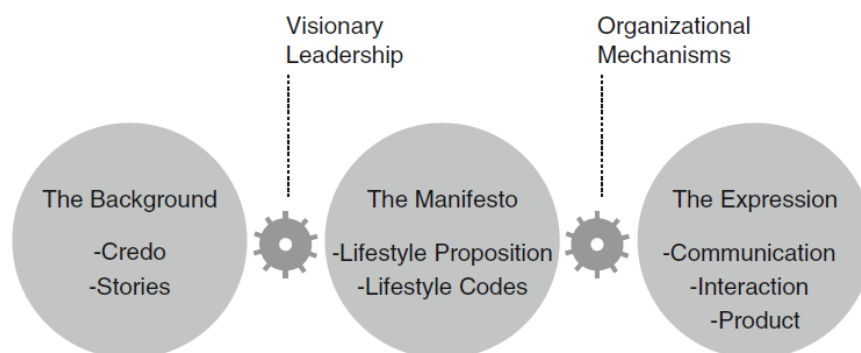 Visionary
Leadership
Organizational
Mechanisms
The Background
-Credo
-Stories
The Manifesto
-Lifestyle Proposition
-Lifestyle Codes
The Expression
-Communication
-Interaction
-Product